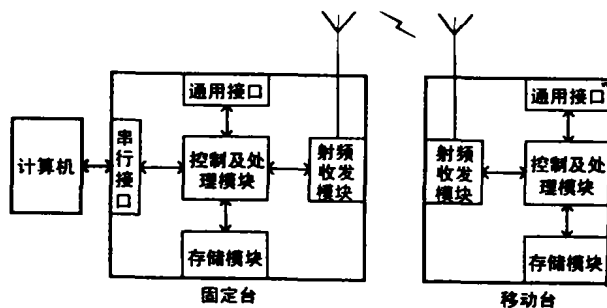 通用接口
计算机
串行接口
控制及处
理模块
射频
收发
模块
存储模块
固定台
通用接口
射频
收发
模块
控制及处
理模块
存储模块
移动台